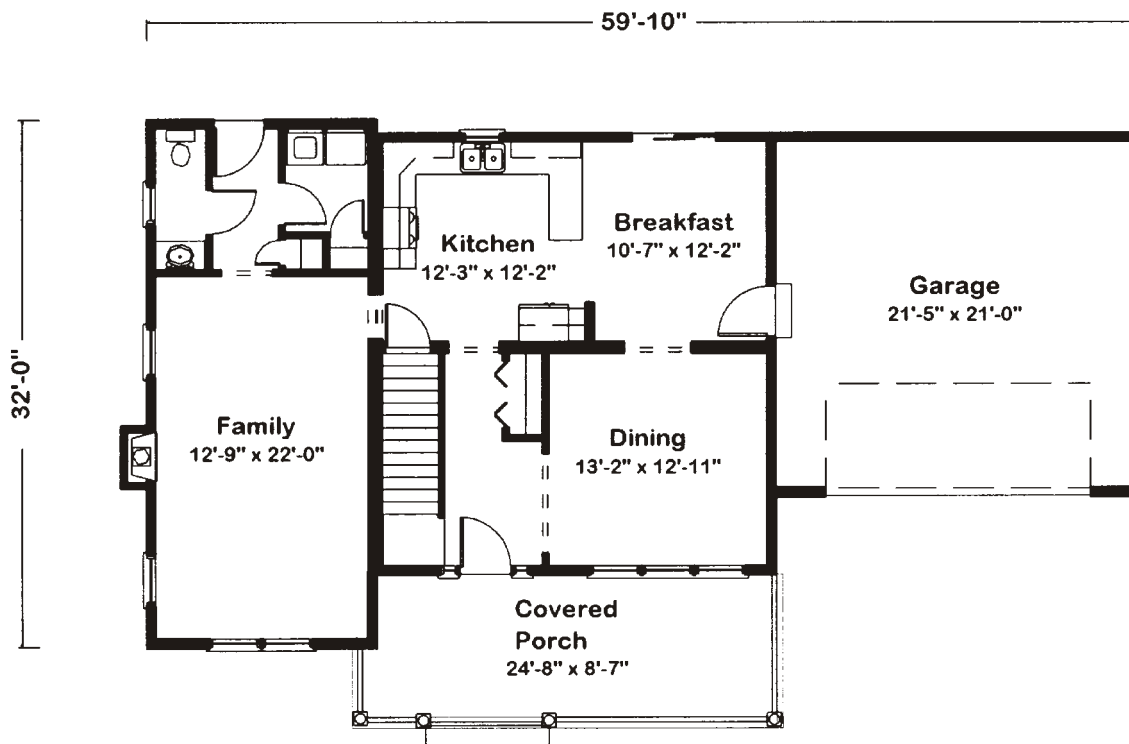 59'-10"
32'-0"
Kitchen
12'-3" x 12'-2"
Breakfast
10'-7" x 12'-2"
Garage
21'-5" x 21'-0"
Family
12'-9" x 22'-0"
Dining
13'-2" x 12'-11"
Covered
Porch
24'-8" x 8'-7"